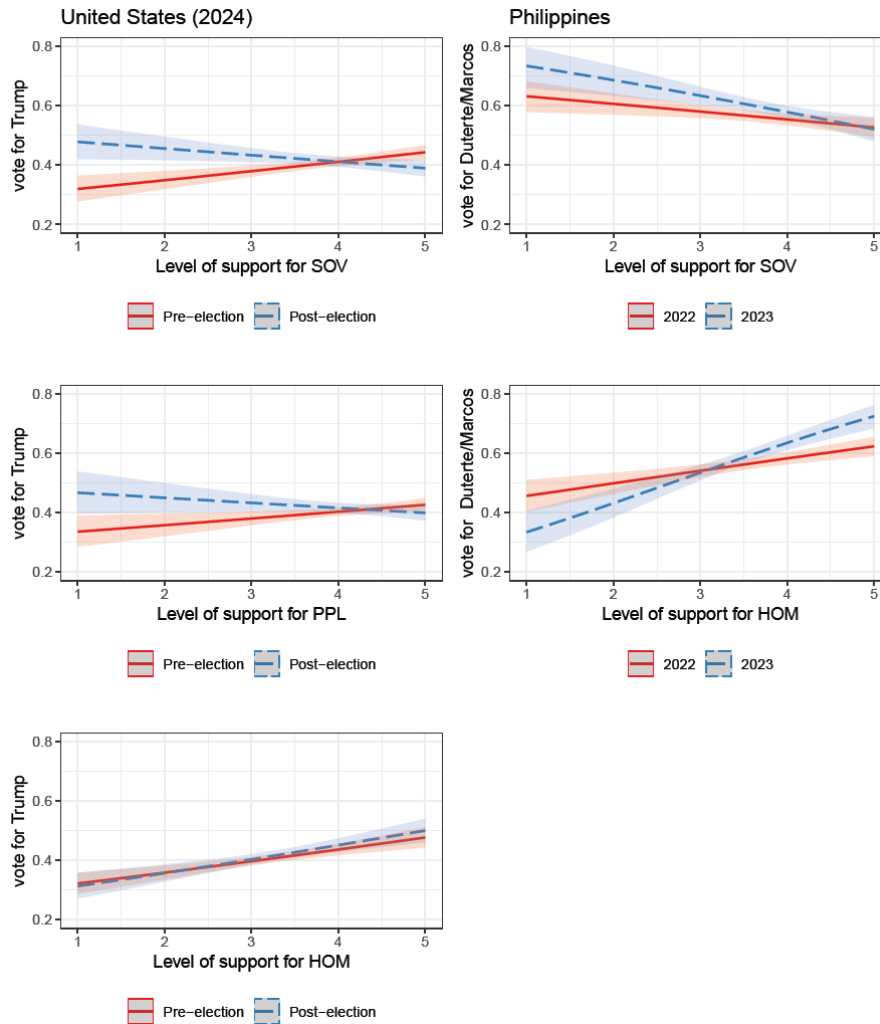 United States (2024)
Philippines
vote for Trump
0.8
0.6
0.4
0.2
1 2 3 4 5
Level of support for SOV
Pre-election Post-election
vote for Duterte/Marcos
0.8
0.6
0.4
0.2
1 2 3 4 5
Level of support for SOV
2022 2023
vote for Trump
0.8
0.6
0.4
0.2
1 2 3 4 5
Level of support for PPL
Pre-election Post-election
vote for Duterte/Marcos
0.8
0.6
0.4
0.2
1 2 3 4 5
Level of support for HOM
2022 2023
vote for Trump
0.8
0.6
0.4
0.2
1 2 3 4 5
Level of support for HOM
Pre-election Post-election